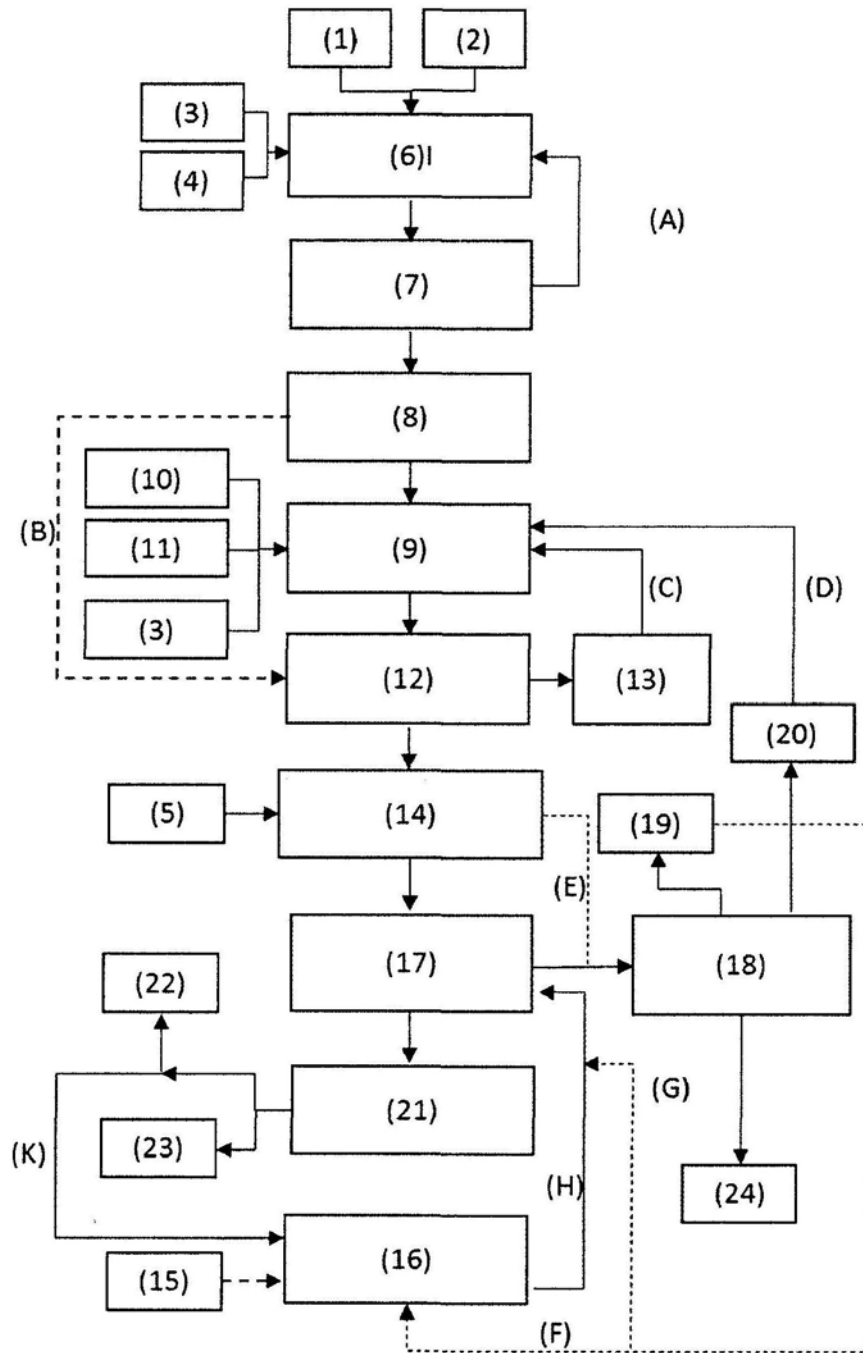 (1)
(2)
(3)
(4)
(6)I
(A)
(7)
(8)
(10)
(B)
(11)
(9)
(C)
(D)
(3)
(12)
(13)
(20)
(5)
(14)
(19)
(E)
(17)
(18)
(22)
(21)
(G)
(K)
(23)
(H)
(24)
(16)
(15)
(F)